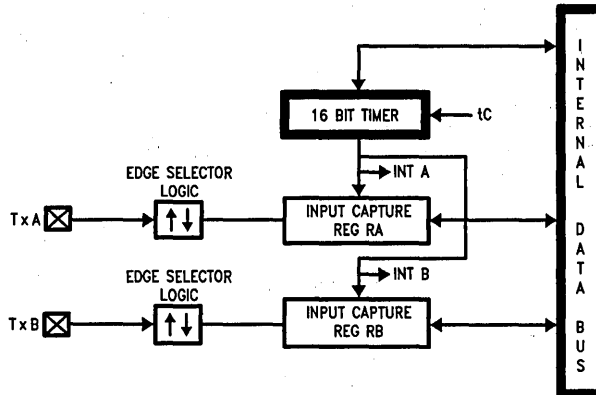 16 BIT TIMER
tC
INT A
EDGE SELECTOR
LOGIC
TxA
↑↓
INPUT CAPTURE
REG RA
INT B
EDGE SELECTOR
LOGIC
TxB
↑↓
INPUT CAPTURE
REG RB
INTERNAL DATA BUS